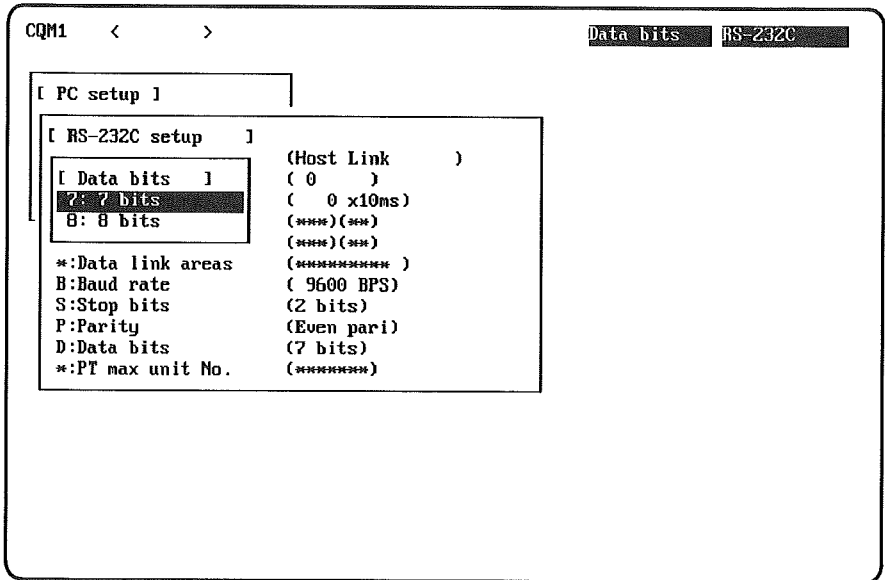 CQM1 < > Data bits RS-232C
[ PC setup ]
[ RS-232C setup ]
(Host Link )
[ Data bits ] ( 0 )
7: 7 bits ( 0 x10ms)
8: 8 bits (***)(**)
(***)(**)
*:Data link areas (********* )
B:Baud rate ( 9600 BPS)
S:Stop bits (2 bits)
P:Parity (Even pari)
D:Data bits (7 bits)
*:PT max unit No. (*******)